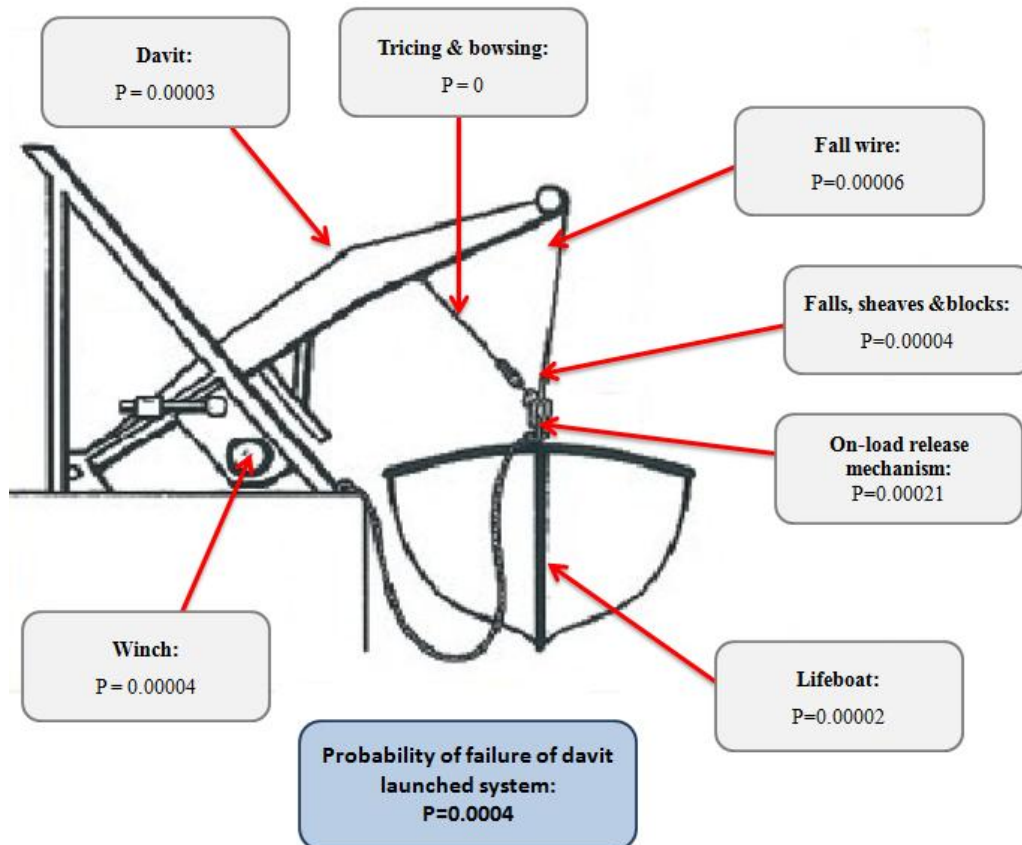 Davit:
P = 0.00003
Tricing & bowsing:
P = 0
Fall wire:
P=0.00006
Falls, sheaves &blocks:
P=0.00004
On-load release
mechanism:
P=0.00021
Winch:
P = 0.00004
Lifeboat:
P=0.00002
Probability of failure of davit
launched system:
P=0.0004